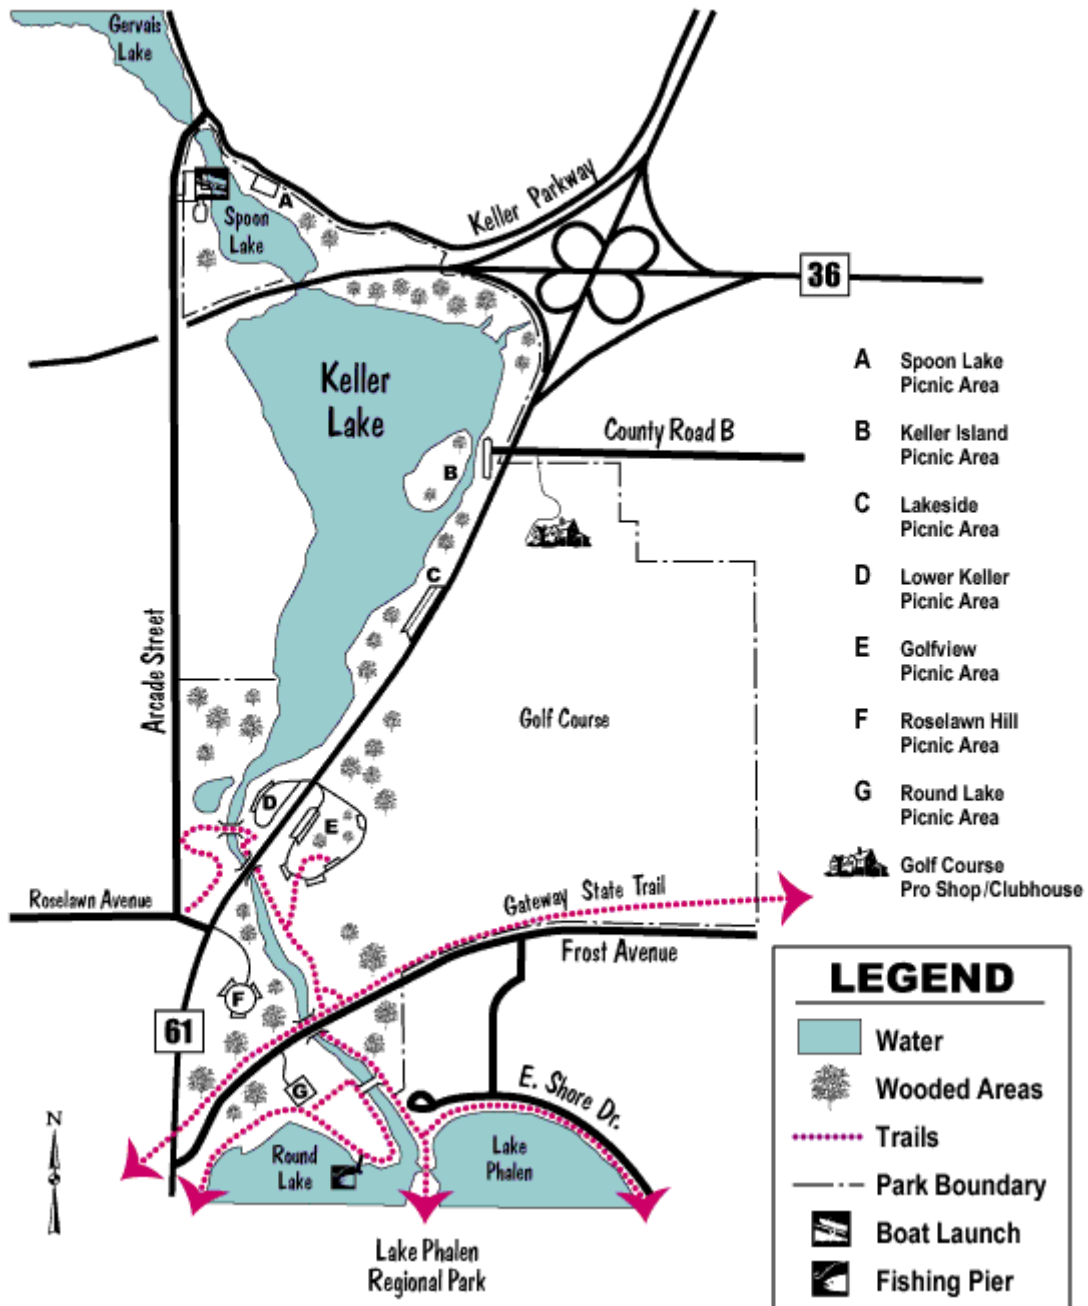 Gervais
Lake
Keller Parkway
A
Spoon
Lake
36
Keller
Lake
County Road B
B
C
Arcade Street
Golf Course
D
E
Roselawn Avenue
Gateway State Trail
Frost Avenue
F
61
G
E. Shore Dr.
N
Round
Lake
Lake
Phalen
Lake Phalen
Regional Park
A Spoon Lake
Picnic Area
B Keller Island
Picnic Area
C Lakeside
Picnic Area
D Lower Keller
Picnic Area
E Golfview
Picnic Area
F Roselawn Hill
Picnic Area
G Round Lake
Picnic Area
Golf Course
Pro Shop/Clubhouse
LEGEND
Water
Wooded Areas
Trails
Park Boundary
Boat Launch
Fishing Pier